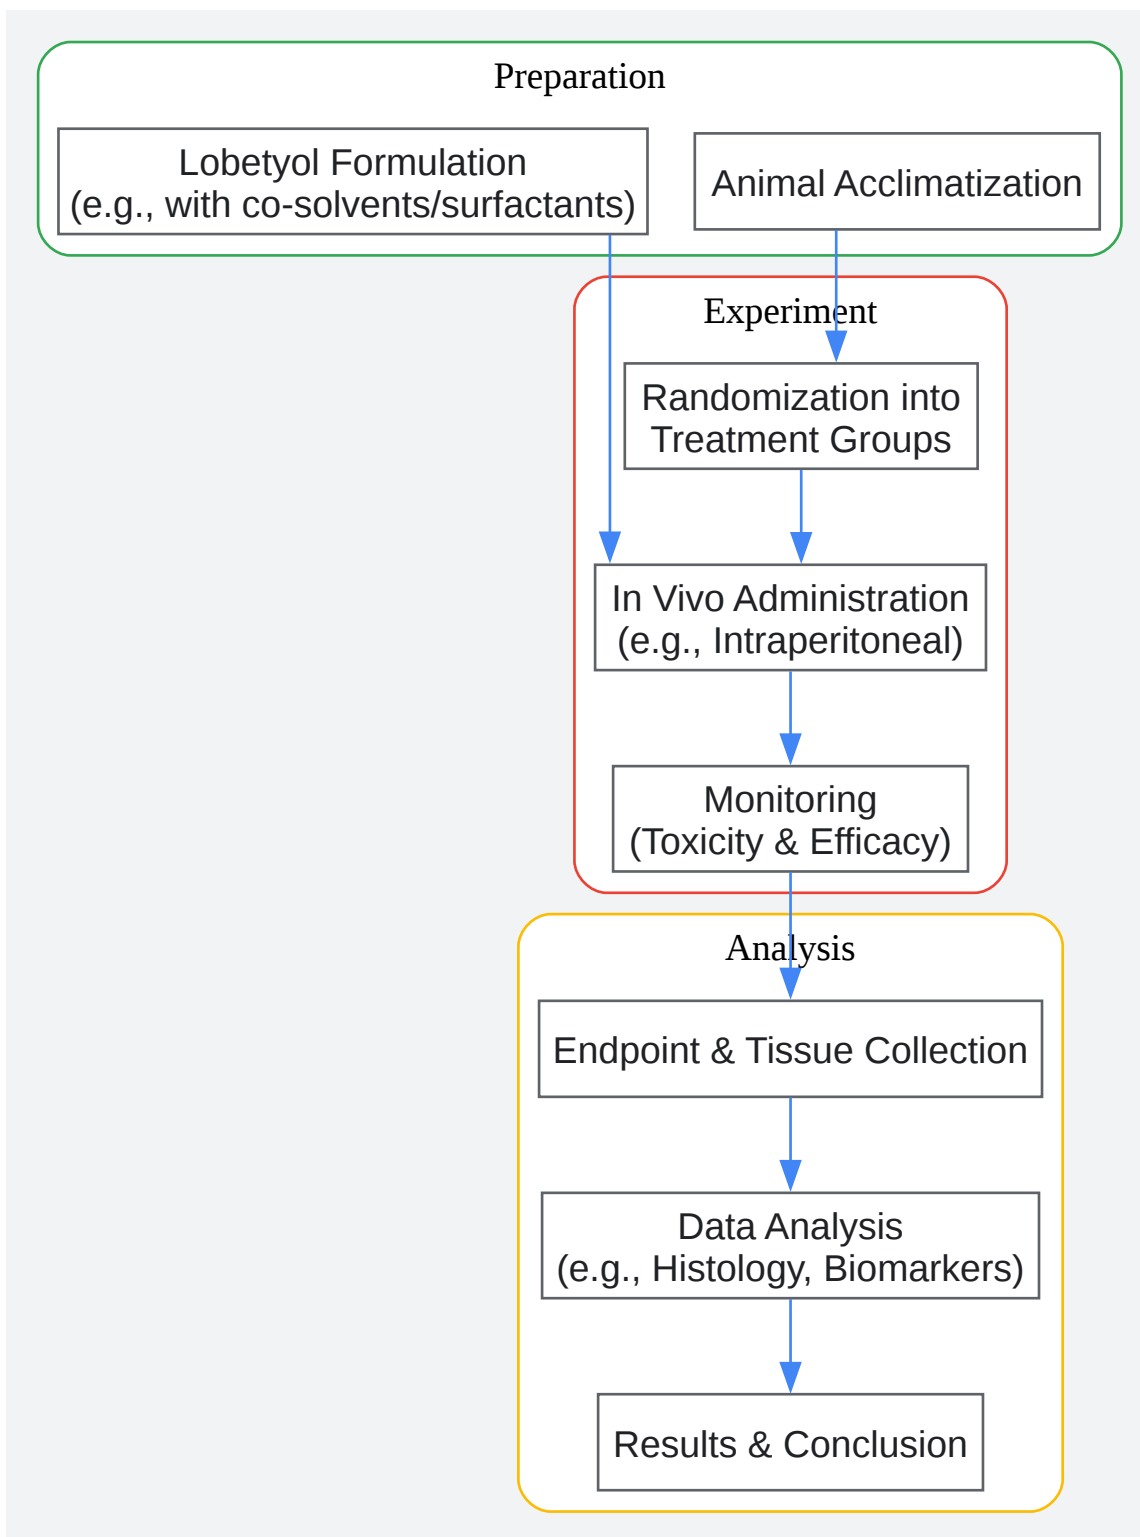 Preparation
Lobetyol Formulation
(e.g., with co-solvents/surfactants)
Animal Acclimatization
Experiment
Randomization into
Treatment Groups
In Vivo Administration
(e.g., Intraperitoneal)
Monitoring
(Toxicity & Efficacy)
Analysis
Endpoint & Tissue Collection
Data Analysis
(e.g., Histology, Biomarkers)
Results & Conclusion